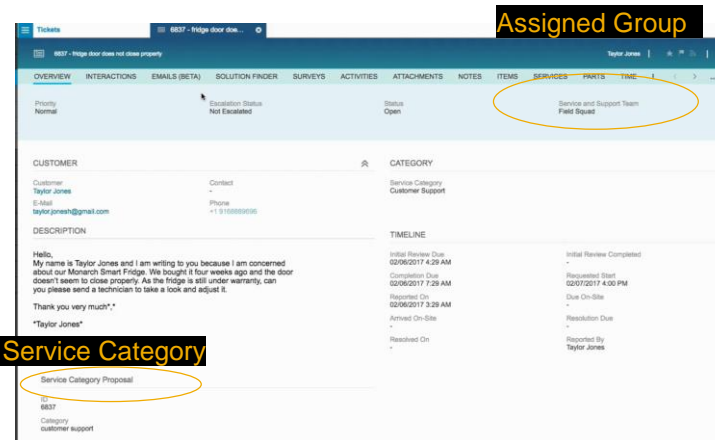 Assigned Group
Tickets
6837 - fridge door doe...
6837 - fridge door does not close property
Taylor Jones
OVERVIEW INTERACTIONS EMAILS (BETA) SOLUTION FINDER SURVEYS ACTIVITIES ATTACHMENTS NOTES ITEMS SERVICES PARTS TIME
Priority Escalation Status Status Service and Support Team
Normal Not Escalated Open Field Squad
CUSTOMER CATEGORY
Customer Contact Service Category
Taylor Jones - Customer Support
E-Mail Phone
taylor.jonesh@gmail.com +1 9168869696
DESCRIPTION TIMELINE
Hello,
My name is Taylor Jones and I am writing to you because I am concerned
about our Monarch Smart Fridge. We bought it four weeks ago and the door
doesn't seem to close properly. As the fridge is still under warranty, can
you please send a technician to take a look and adjust it.
Thank you very much*,*
*Taylor Jones*
Initial Review Due Initial Review Completed
02/06/2017 4:29 AM -
Completion Due Requested Start
02/06/2017 7:29 AM 02/07/2017 4:00 PM
Reported On Due On-Site
02/06/2017 3:29 AM -
Arrived On-Site Resolution Due
- -
Resolved On Reported By
- Taylor Jones
Service Category
Service Category Proposal
ID
6837
Category
customer support